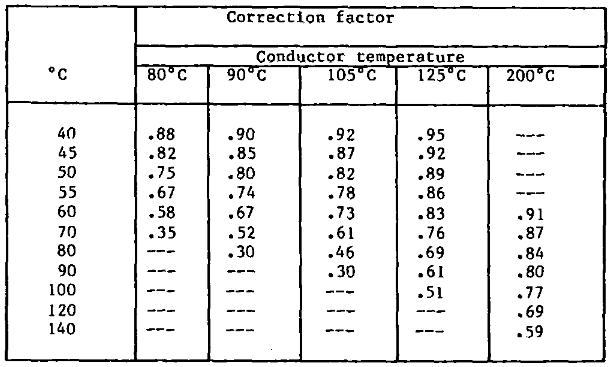 Correction factor
Conductor temperature
°C 80°C 90°C 105°C 125°C 200°C
40 .88 .90 .92 .95 ---
45 .82 .85 .87 .92 ---
50 .75 .80 .82 .89 ---
55 .67 .74 .78 .86 ---
60 .58 .67 .73 .83 .91
70 .35 .52 .61 .76 .87
80 --- .30 .46 .69 .84
90 --- --- .30 .61 .80
100 --- --- --- .51 .77
120 --- --- --- --- .69
140 --- --- --- --- .59